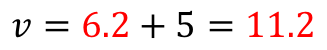 v = 6.2 + 5 = 11.2